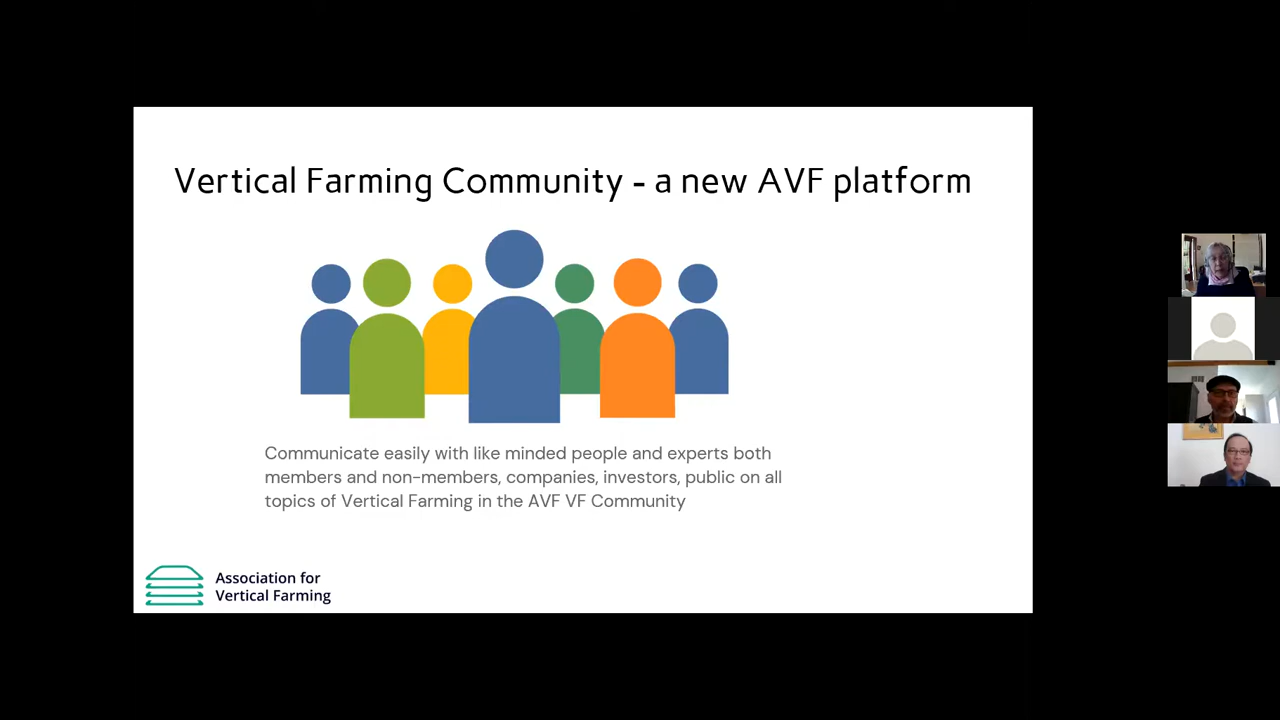 Vertical Farming Community - a new AVF platform
Communicate easily with like minded people and experts both
members and non-members, companies, investors, public on all
topics of Vertical Farming in the AVF VF Community
Association for
Vertical Farming